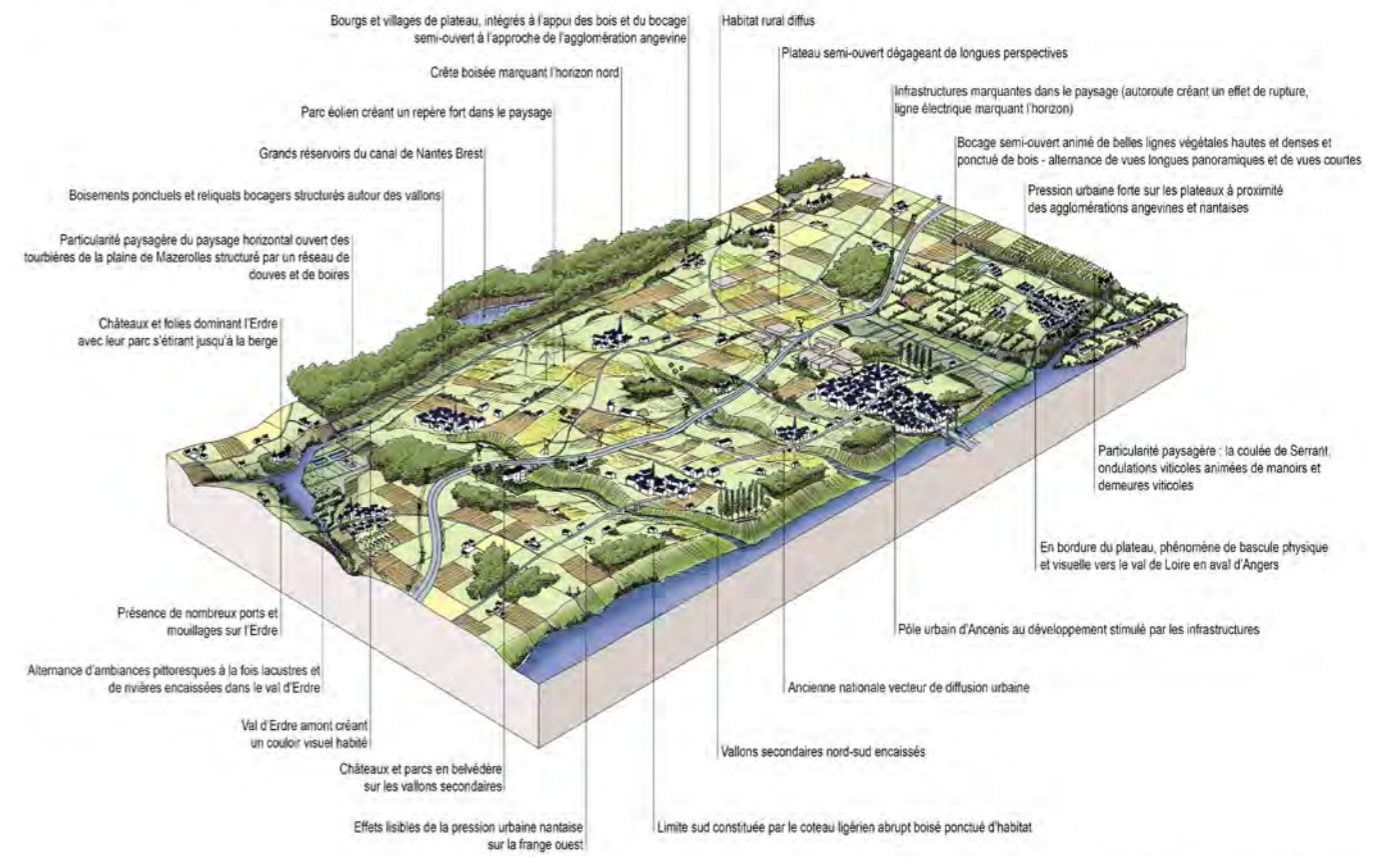 Bourgs et villages de plateau, intégrés à l'appui des bois et du bocage
semi-ouvert à l'approche de l'agglomération angevine
Habitat rural diffus
Plateau semi-ouvert dégageant de longues perspectives
Crête boisée marquant l'horizon nord
Infrastructures marquantes dans le paysage (autoroute créant un effet de rupture,
ligne électrique marquant l'horizon)
Parc éolien créant un repère fort dans le paysage
Bocage semi-ouvert animé de belles lignes végétales hautes et denses et
ponctué de bois - alternance de vues longues panoramiques et de vues courtes
Grands réservoirs du canal de Nantes Brest
Pression urbaine forte sur les plateaux à proximité
des agglomérations angevines et nantaises
Boisements ponctuels et reliquats bocagers structurés autour des vallons
Particularité paysagère du paysage horizontal ouvert des
tourbières de la plaine de Mazerolles structuré par un réseau de
douves et de boires
Châteaux et folies dominant l'Erdre
avec leur parc s'étirant jusqu'à la berge
Particularité paysagère : la coulée de Serrant,
ondulations viticoles animées de manoirs et
demeures viticoles
En bordure du plateau, phénomène de bascule physique
et visuelle vers le val de Loire en aval d'Angers
Présence de nombreux ports et
mouillages sur l'Erdre
Pôle urbain d'Ancenis au développement stimulé par les infrastructures
Alternance d'ambiances pittoresques à la fois lacustres et
de rivières encaissées dans le val d'Erdre
Ancienne nationale vecteur de diffusion urbaine
Val d'Erdre amont créant
un couloir visuel habité
Vallons secondaires nord-sud encaissés
Châteaux et parcs en belvédère
sur les vallons secondaires
Effets lisibles de la pression urbaine nantaise
sur la frange ouest
Limite sud constituée par le coteau ligérien abrupt boisé ponctué d'habitat